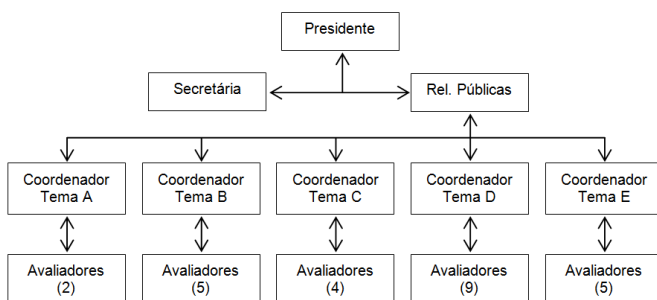 Presidente
Secretária
Rel. Públicas
Coordenador
Tema A
Coordenador
Tema B
Coordenador
Tema C
Coordenador
Tema D
Coordenador
Tema E
Avaliadores
(2)
Avaliadores
(5)
Avaliadores
(4)
Avaliadores
(9)
Avaliadores
(5)